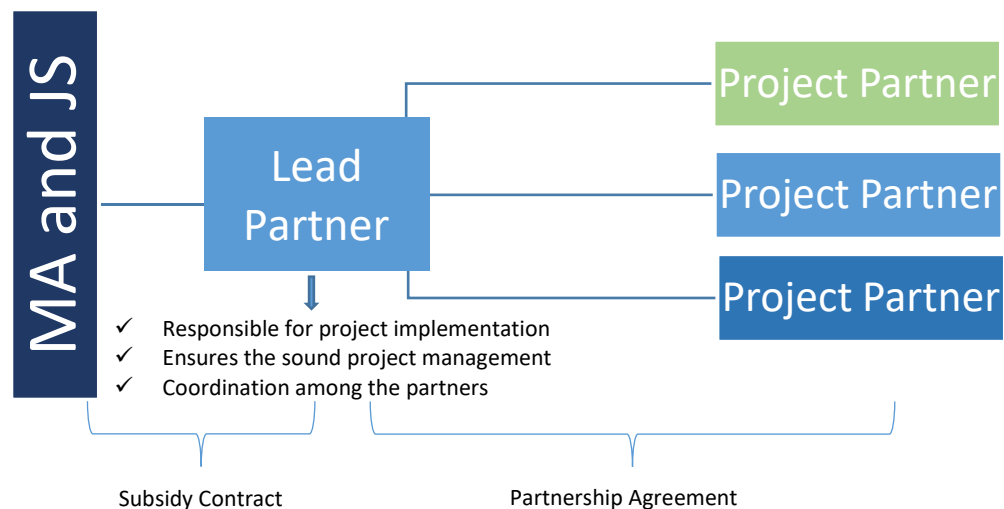 MA and JS
Lead
Partner
Project Partner
Project Partner
Project Partner
✓ Responsible for project implementation
✓ Ensures the sound project management
✓ Coordination among the partners
Subsidy Contract
Partnership Agreement